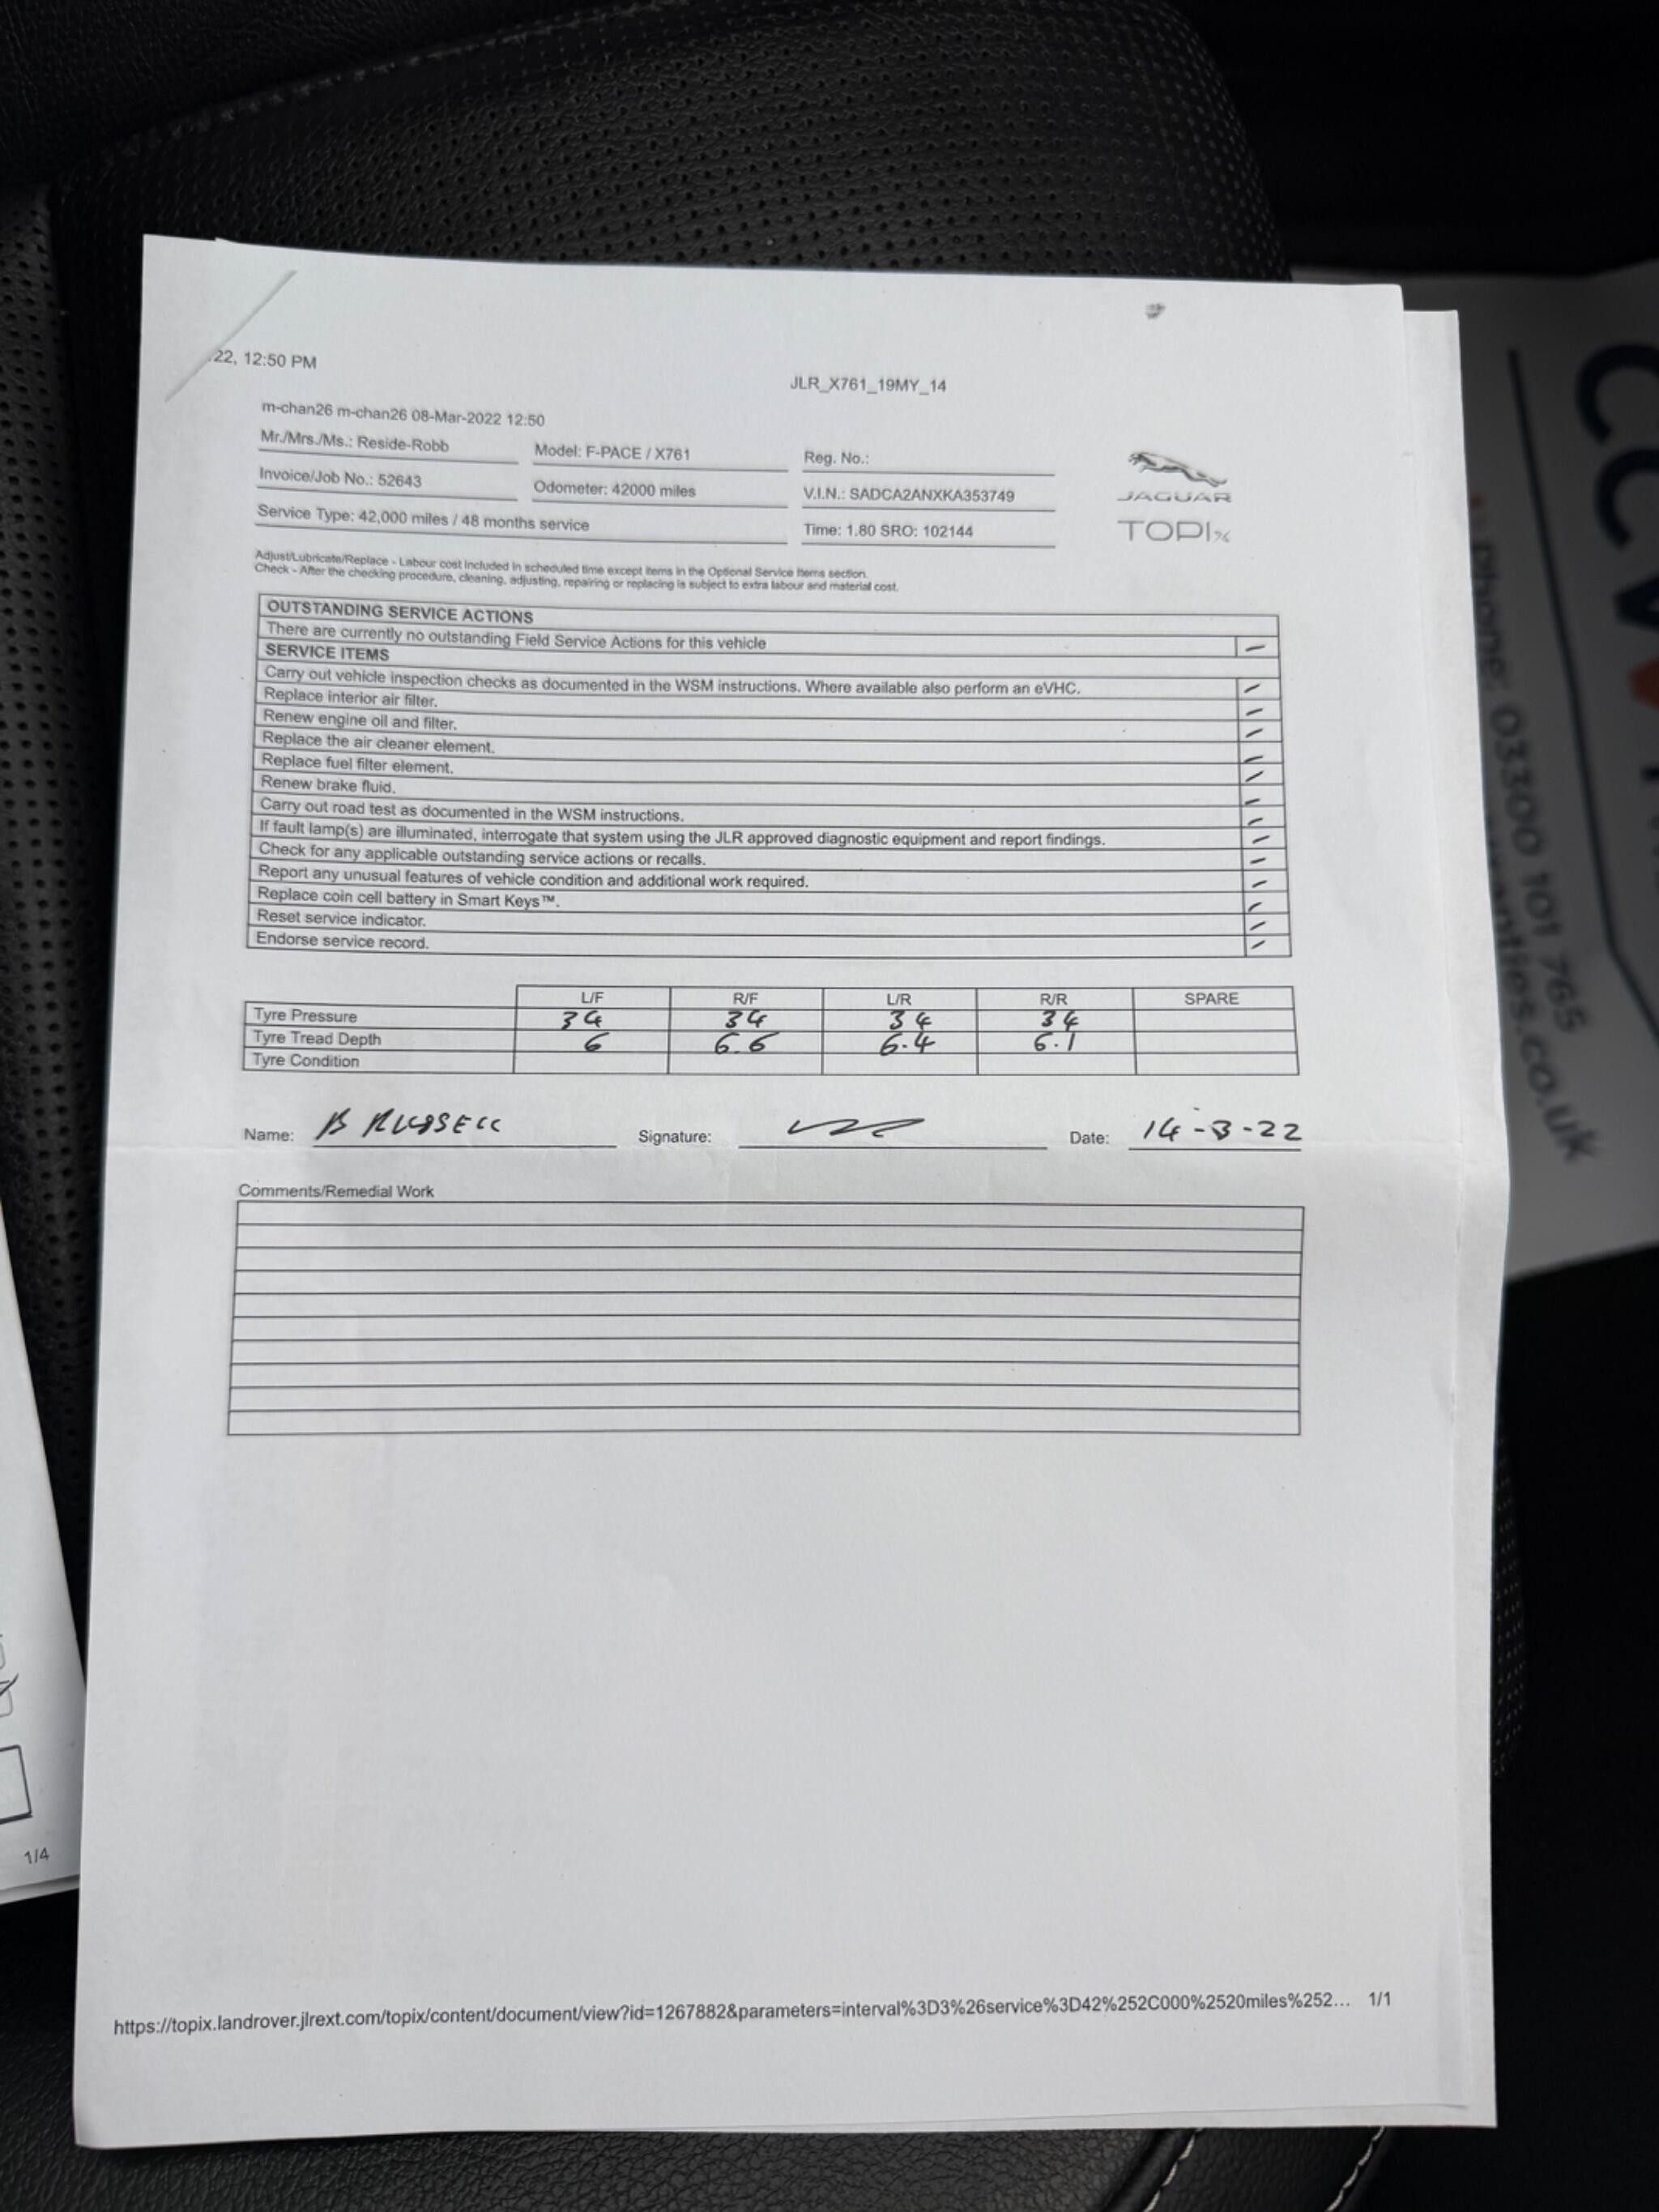 22, 12:50 PM
JLR_X761_19MY_14
m-chan26 m-chan26 08-Mar-2022 12:50
Mr./Mrs./Ms.: Reside-Robb
Model: F-PACE / X761
Reg. No.:
Invoice/Job No.: 52643
Odometer: 42000 miles
V.I.N.: SADCA2ANXKA353749
Service Type: 42,000 miles / 48 months service
Time: 1.80 SRO: 102144
JAGUAR
TOPIx
Adjust/Lubricate/Replace - Labour cost included in scheduled time except items in the Optional Service Items section.
Check - After the checking procedure, cleaning, adjusting, repairing or replacing is subject to extra labour and material cost.
OUTSTANDING SERVICE ACTIONS
There are currently no outstanding Field Service Actions for this vehicle
SERVICE ITEMS
Carry out vehicle inspection checks as documented in the WSM instructions. Where available also perform an eVHC.
Replace interior air filter.
Renew engine oil and filter.
Replace the air cleaner element.
Replace fuel filter element.
Renew brake fluid.
Carry out road test as documented in the WSM instructions.
If fault lamp(s) are illuminated, interrogate that system using the JLR approved diagnostic equipment and report findings.
Check for any applicable outstanding service actions or recalls.
Report any unusual features of vehicle condition and additional work required.
Replace coin cell battery in Smart Keys™.
Reset service indicator.
Endorse service record.
L/F R/F L/R R/R SPARE
Tyre Pressure 34 34 34 34
Tyre Tread Depth 6 6.6 6.4 6.1
Tyre Condition
Name: B RUSSELL Signature: Date: 14-3-22
Comments/Remedial Work
https://topix.landrover.jlrext.com/topix/content/document/view?id=1267882&parameters=interval%3D3%26service%3D42%252C000%2520miles%252... 1/1
1/4
phone: 03300 101 765
.co.uk